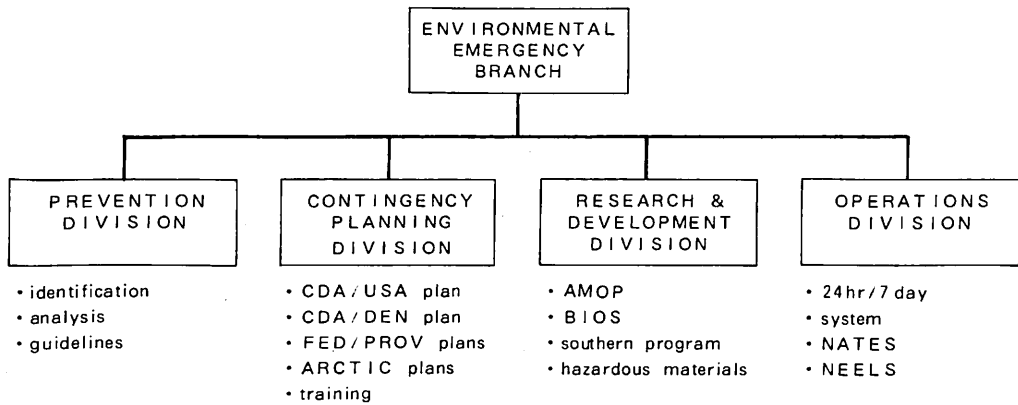 ENVIRONMENTAL
EMERGENCY
BRANCH
PREVENTION
DIVISION
• identification
• analysis
• guidelines
CONTINGENCY
PLANNING
DIVISION
• CDA/USA plan
• CDA/DEN plan
• FED/PROV plans
• ARCTIC plans
• training
RESEARCH &
DEVELOPMENT
DIVISION
• AMOP
• BIOS
• southern program
• hazardous materials
OPERATIONS
DIVISION
• 24hr/7 day
• system
• NATES
• NEELS